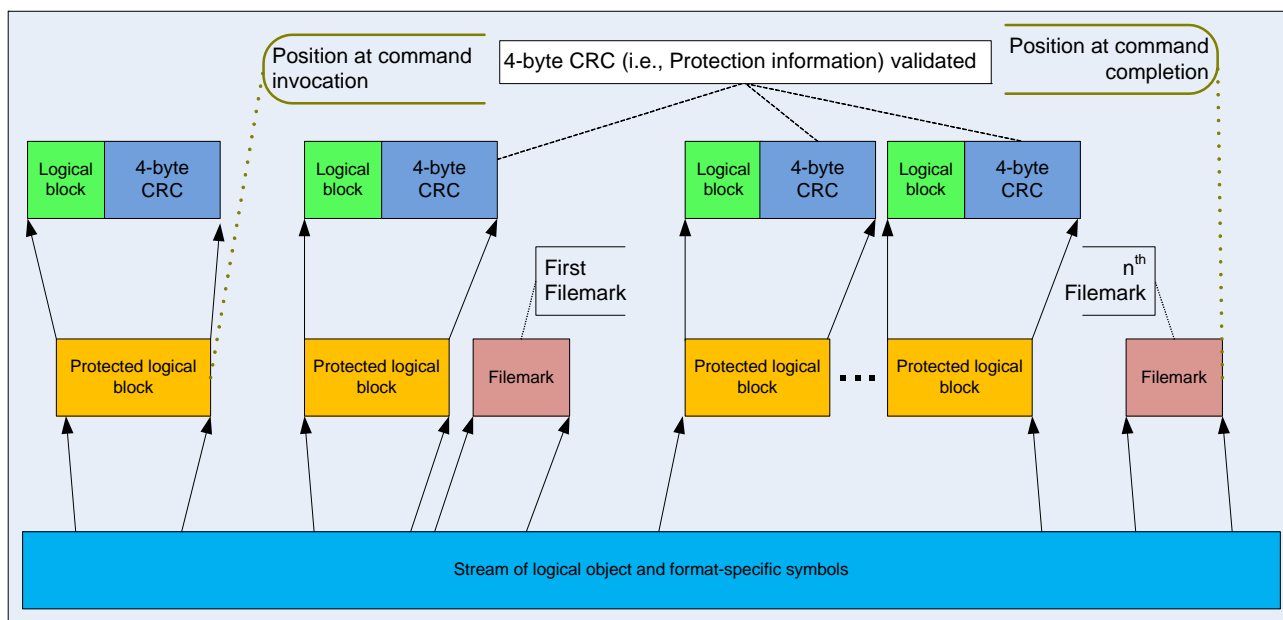 Position at command
invocation
4-byte CRC (i.e., Protection information) validated
Position at command
completion
Logical
block
4-byte
CRC
Logical
block
4-byte
CRC
Logical
block
4-byte
CRC
Logical
block
4-byte
CRC
First
Filemark
nth
Filemark
Protected logical
block
Protected logical
block
Filemark
Protected logical
block
Protected logical
block
Filemark
Stream of logical object and format-specific symbols